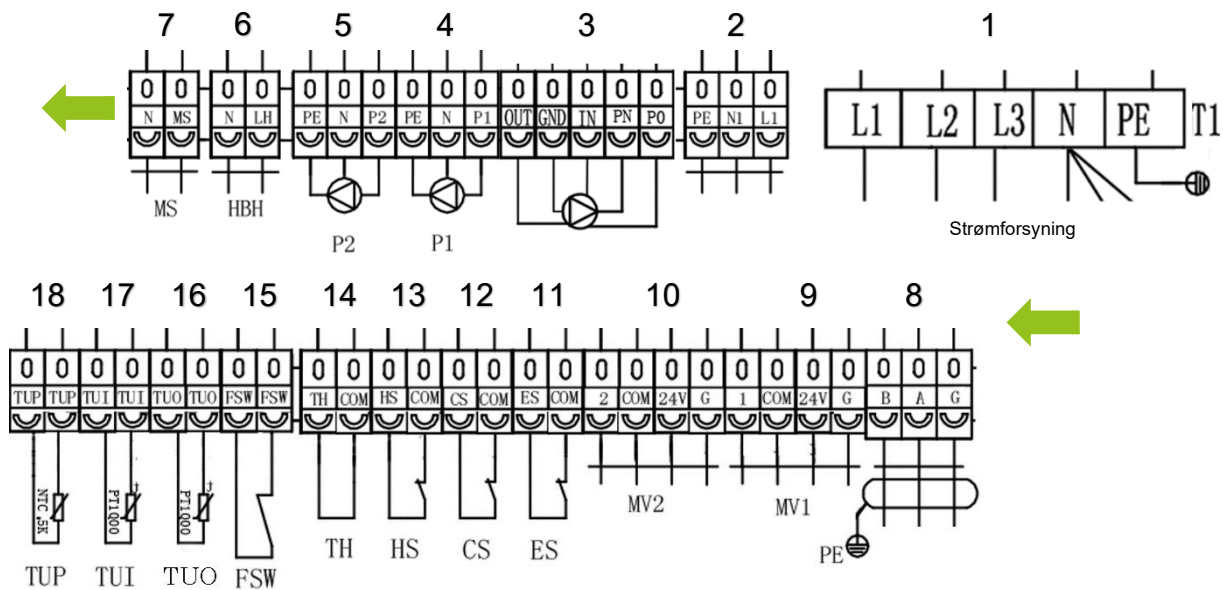 7 6 5 4 3 2 1
0 0 0 0 0 0 0 0 0 0 0 0 0 0 0 0 0 0
N MS N LH PE N P2 PE N P1 OUT GND IN PN P0 PE N1 L1
L1 L2 L3 N PE T1
MS HBH P2 P1
Strømforsyning
18 17 16 15 14 13 12 11 10 9 8
0 0 0 0 0 0 0 0 0 0 0 0 0 0 0 0 0 0 0 0 0 0 0 0 0 0 0
TUP TUP TUI TUI TUO TUO FSW FSW TH COM HS COM CS COM ES COM 2 COM 24V G 1 COM 24V G B A G
NTC.5K PT1000 PT1000
MV2 MV1
TH HS CS ES PE
TUP TUI TUO FSW